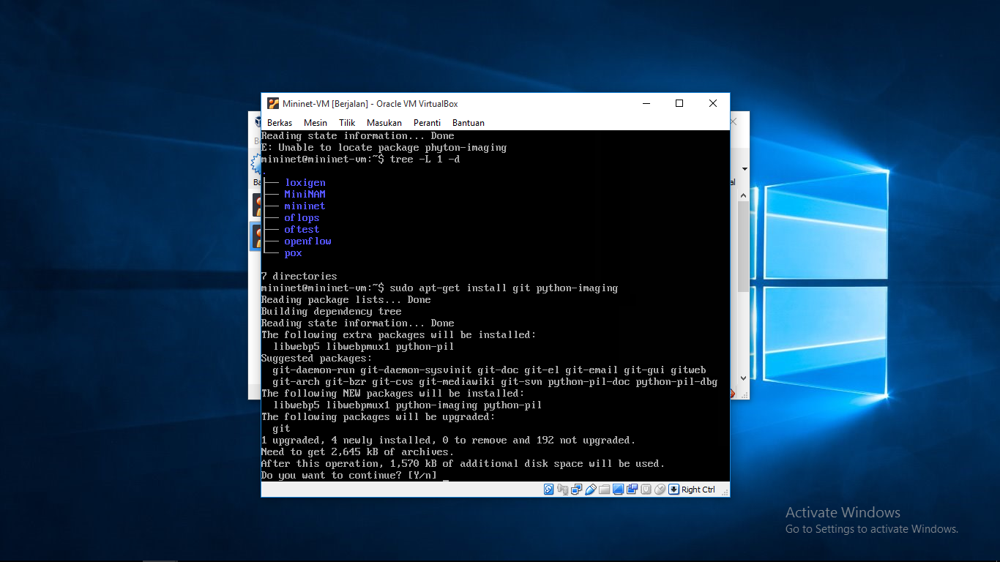 Mininet-VM [Berjalan] - Oracle VM VirtualBox
Berkas Mesin Tilik Masukan Peranti Bantuan
Reading state information... Done
E: Unable to locate package phyton-imaging
mininet@mininet-vm:~$ tree -L 1 -d
.
├── loxigen
├── MiniNAM
├── mininet
├── oflops
├── oftest
├── openflow
└── pox
7 directories
mininet@mininet-vm:~$ sudo apt-get install git python-imaging
Reading package lists... Done
Building dependency tree
Reading state information... Done
The following extra packages will be installed:
libwebp5 libwebpmux1 python-pil
Suggested packages:
git-daemon-run git-daemon-sysvinit git-doc git-el git-email git-gui gitweb
git-arch git-bzr git-cvs git-mediawiki git-svn python-pil-doc python-pil-dbg
The following NEW packages will be installed:
libwebp5 libwebpmux1 python-imaging python-pil
The following packages will be upgraded:
git
1 upgraded, 4 newly installed, 0 to remove and 192 not upgraded.
Need to get 2,645 kB of archives.
After this operation, 1,570 kB of additional disk space will be used.
Do you want to continue? [Y/n] _
Right Ctrl
Activate Windows
Go to Settings to activate Windows.